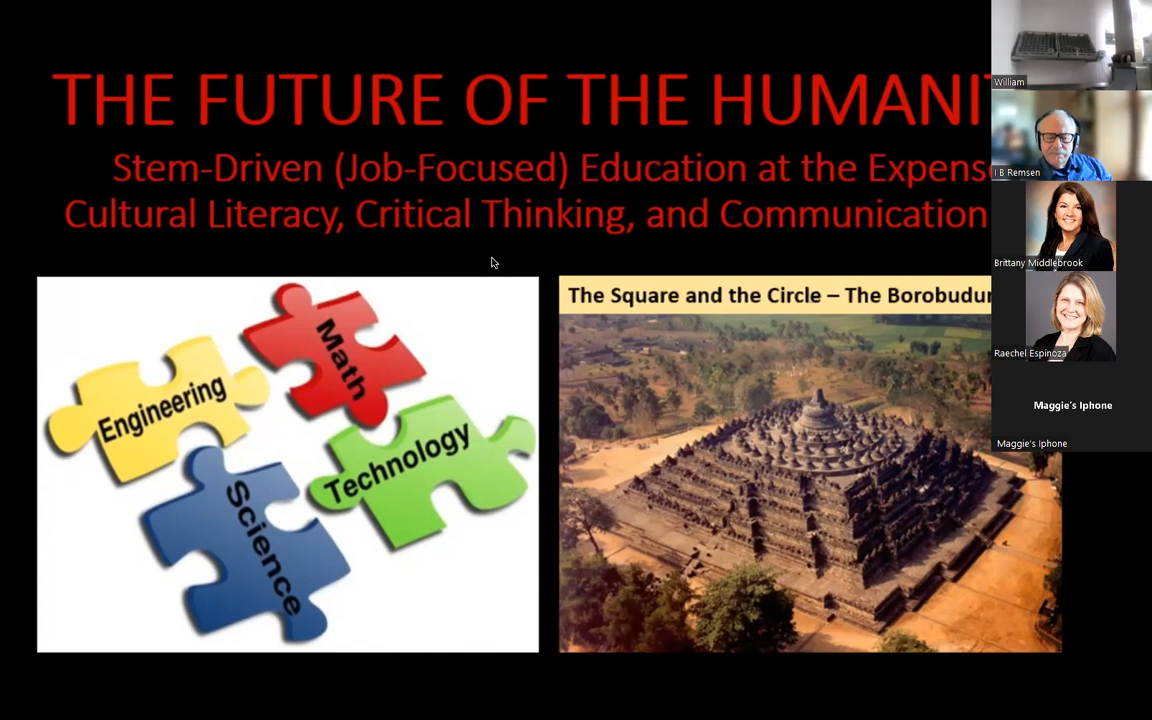 THE FUTURE OF THE HUMANI
Stem-Driven (Job-Focused) Education at the Expens
Cultural Literacy, Critical Thinking, and Communication
Engineering
Math
Technology
Science
The Square and the Circle – The Borobudur
William
I B Remsen
Brittany Middlebrook
Raechel Espinoza
Maggie's Iphone
Maggie's Iphone